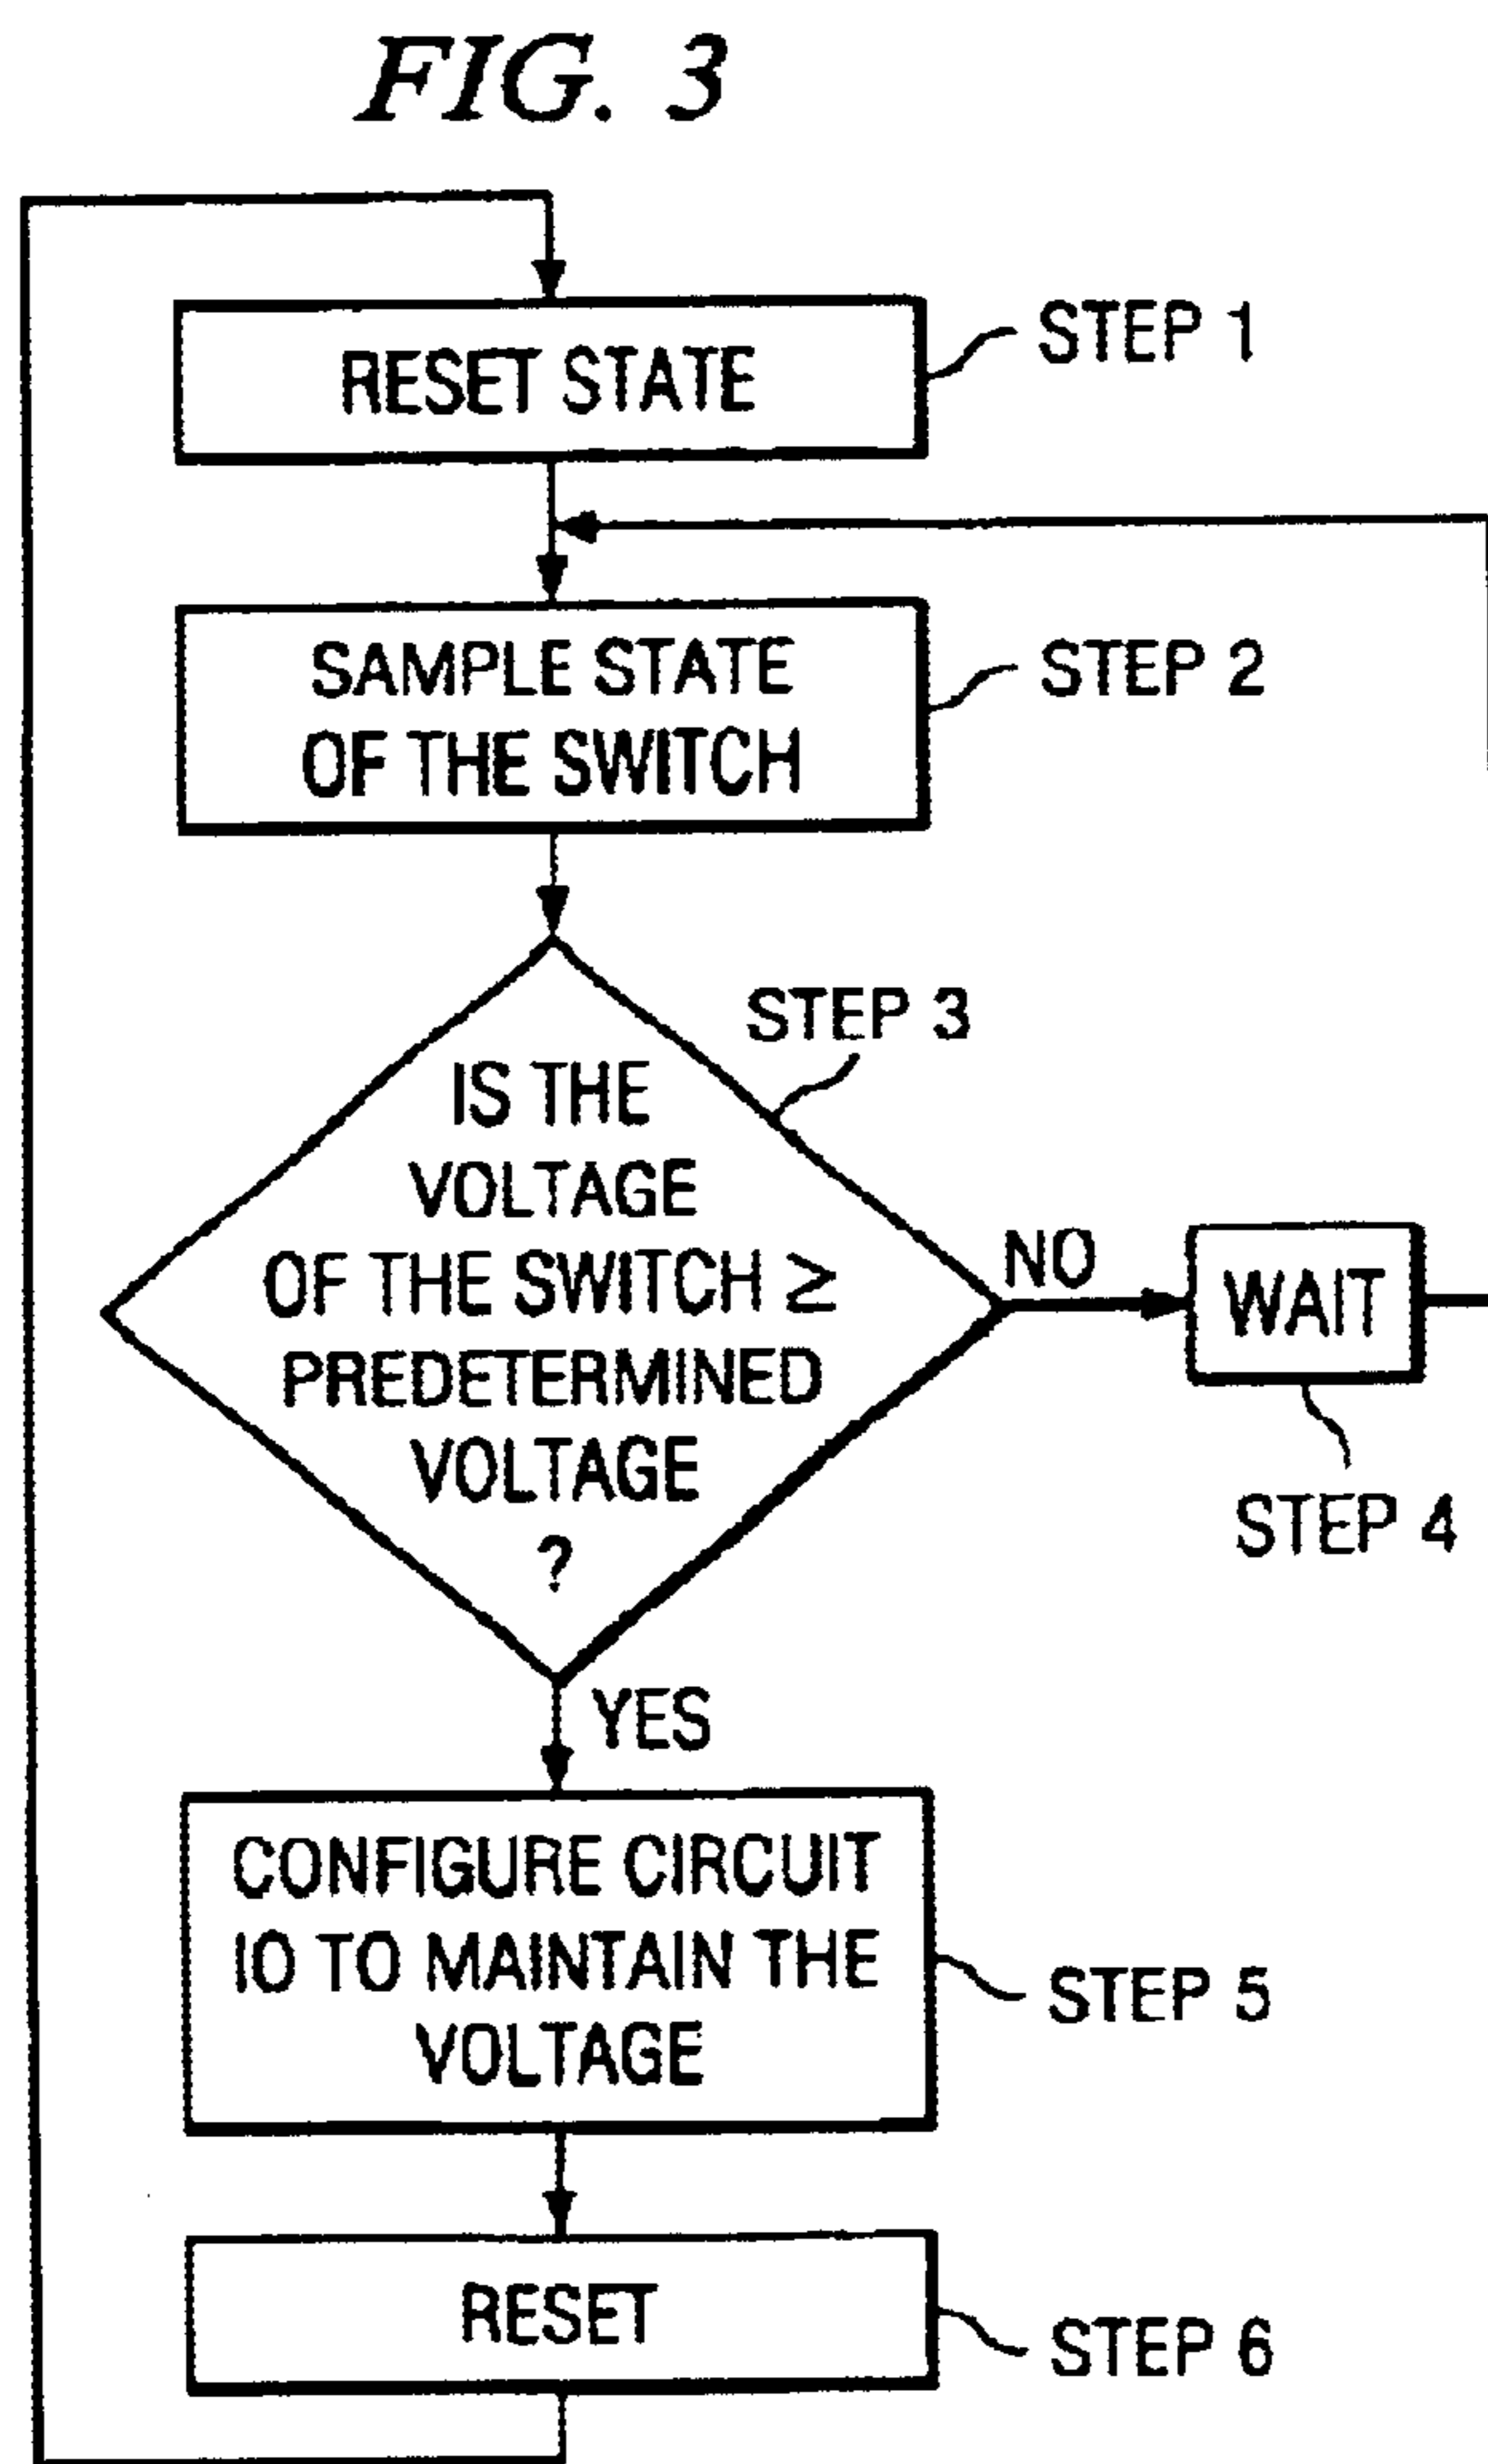 FIG. 3
RESET STATE
STEP 1
SAMPLE STATE
OF THE SWITCH
STEP 2
STEP 3
IS THE
VOLTAGE
OF THE SWITCH ≥
PREDETERMINED
VOLTAGE
?
NO
WAIT
STEP 4
YES
CONFIGURE CIRCUIT
IO TO MAINTAIN THE
VOLTAGE
STEP 5
RESET
STEP 6